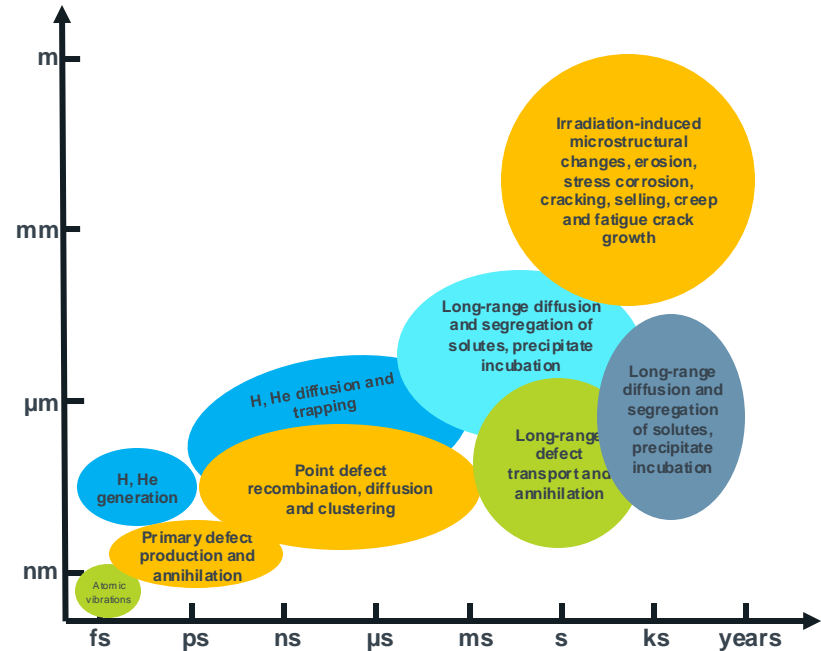 m
Irradiation-induced
microstructural
changes, erosion,
stress corrosion,
cracking, selling, creep
and fatigue crack
growth
mm
Long-range diffusion
and segregation of
solutes, precipitate
incubation
Long-range
diffusion and
segregation
of solutes,
precipitate
incubation
H, He diffusion and
trapping
µm
Long-range
defect
transport and
annihilation
Point defect
recombination, diffusion
and clustering
H, He
generation
Primary defect
production and
annihilation
nm
Atomic
vibrations
fs ps ns µs ms s ks years